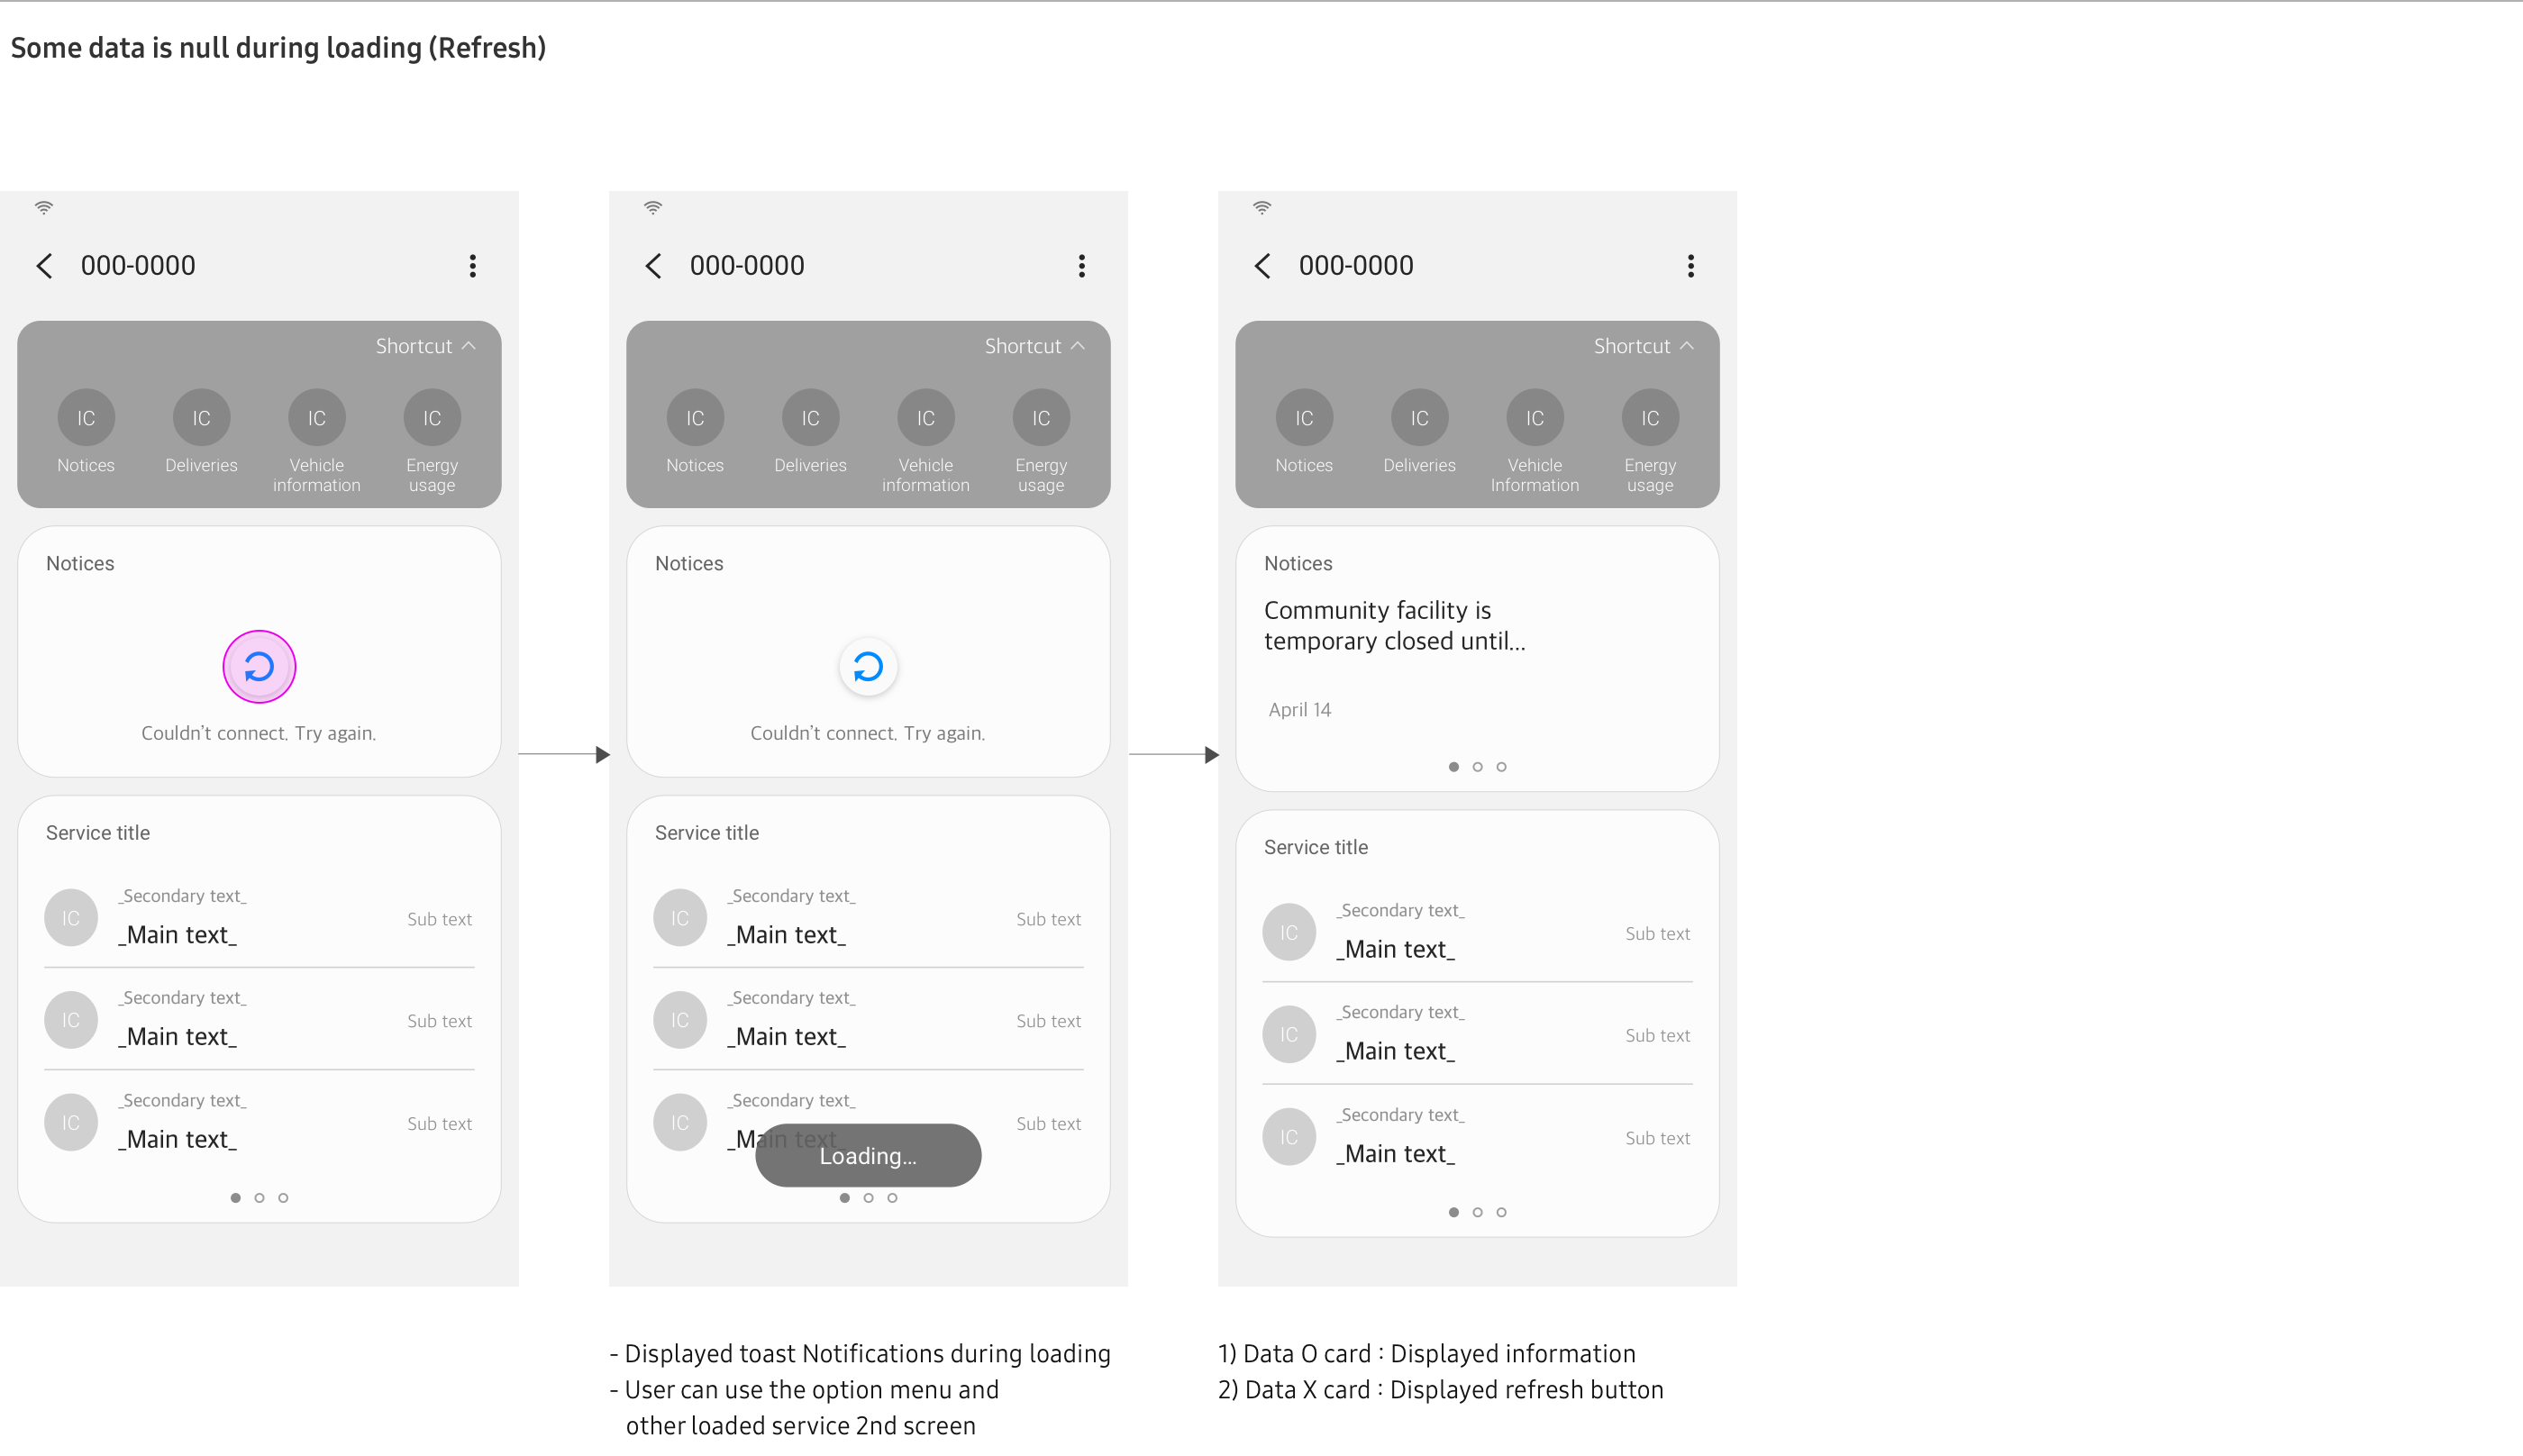 Some data is null during loading (Refresh)
000-0000
Shortcut
IC IC IC IC
Notices Deliveries Vehicle Energy
information usage
Notices
Couldn't connect. Try again.
Service title
_Secondary text_
IC Sub text
_Main text_
_Secondary text_
IC Sub text
_Main text_
_Secondary text_
IC Sub text
_Main text_
000-0000
Shortcut
IC IC IC IC
Notices Deliveries Vehicle Energy
information usage
Notices
Couldn't connect. Try again.
Service title
_Secondary text_
IC Sub text
_Main text_
_Secondary text_
IC Sub text
_Main text_
_Secondary text_
IC Sub text
_Main text
Loading...
- Displayed toast Notifications during loading
- User can use the option menu and
other loaded service 2nd screen
000-0000
Shortcut
IC IC IC IC
Notices Deliveries Vehicle Energy
Information usage
Notices
Community facility is
temporary closed until...
April 14
Service title
_Secondary text_
IC Sub text
_Main text_
_Secondary text_
IC Sub text
_Main text_
_Secondary text_
IC Sub text
_Main text_
1) Data O card : Displayed information
2) Data X card : Displayed refresh button